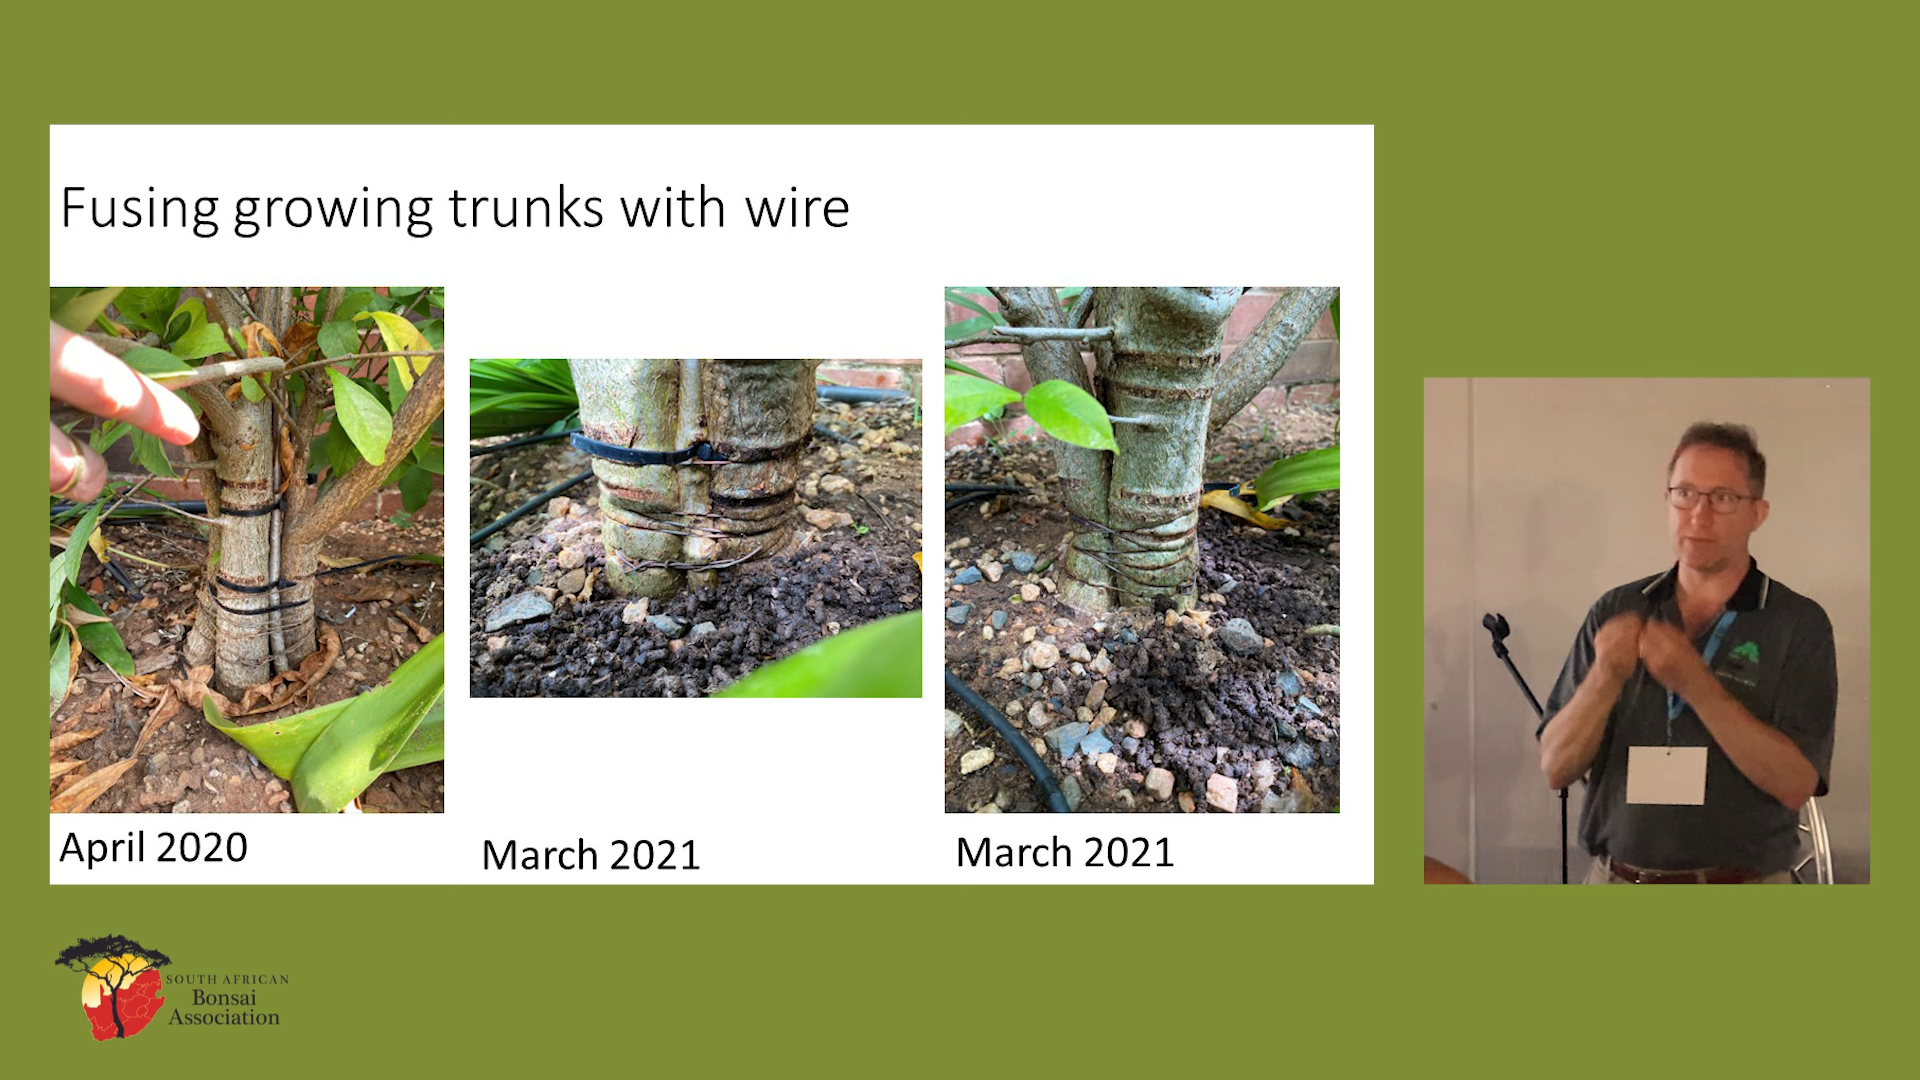 Fusing growing trunks with wire
April 2020
March 2021
March 2021
SOUTH AFRICAN
Bonsai
Association